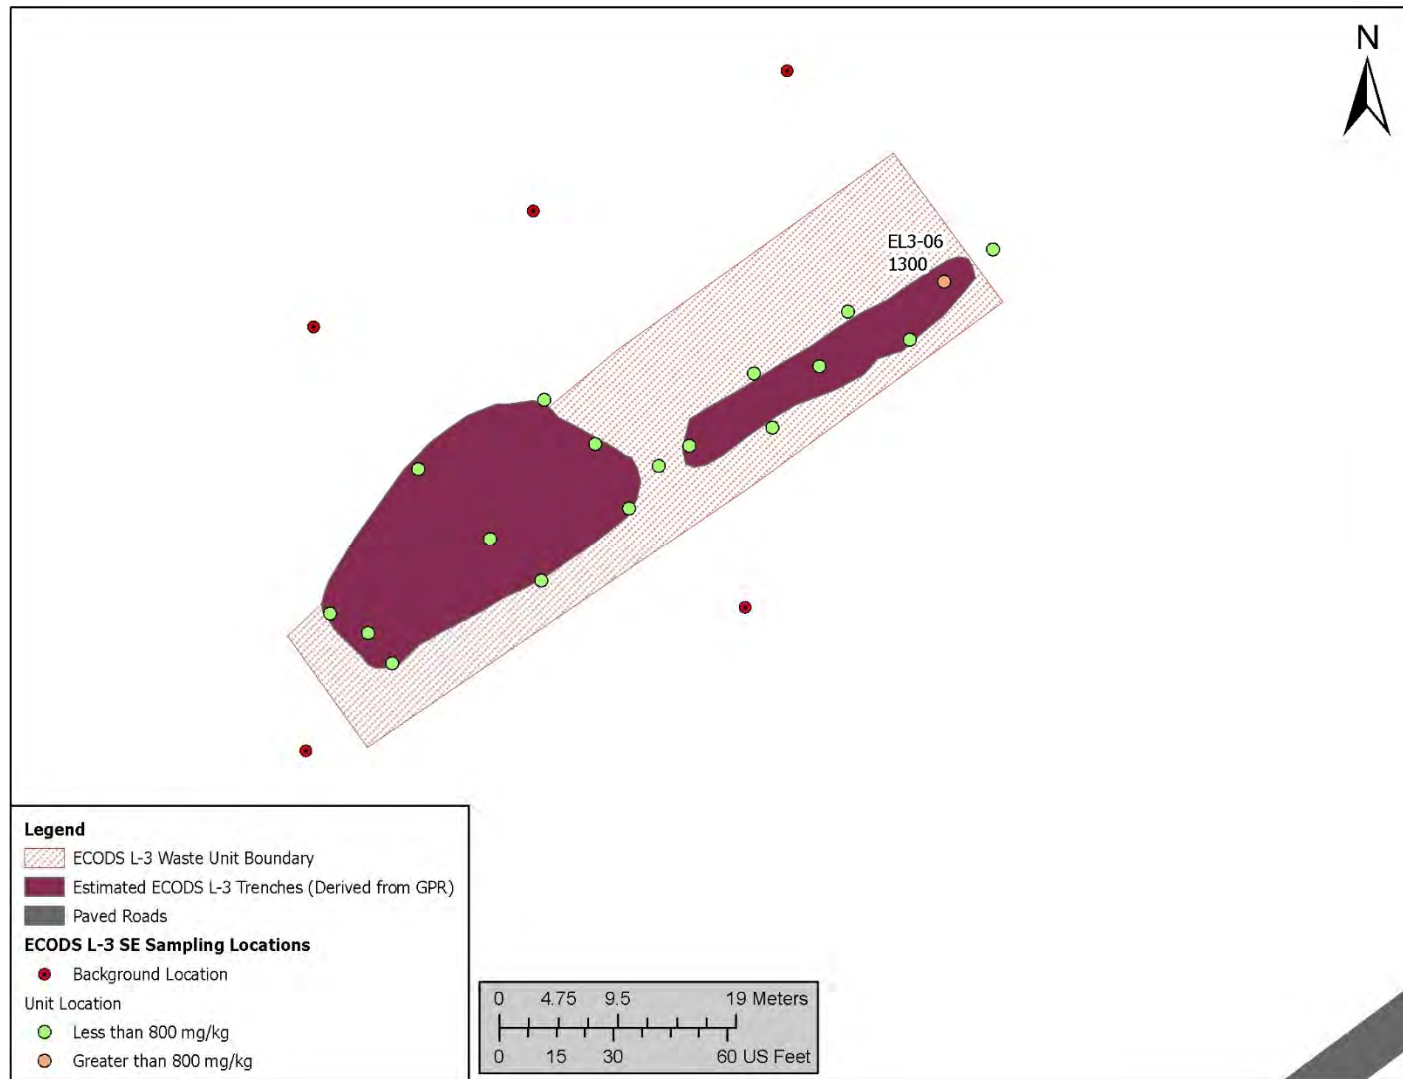 N
EL3-06
1300
Legend
ECODS L-3 Waste Unit Boundary
Estimated ECODS L-3 Trenches (Derived from GPR)
Paved Roads
ECODS L-3 SE Sampling Locations
Background Location
Unit Location
Less than 800 mg/kg
Greater than 800 mg/kg
0 4.75 9.5 19 Meters
0 15 30 60 US Feet